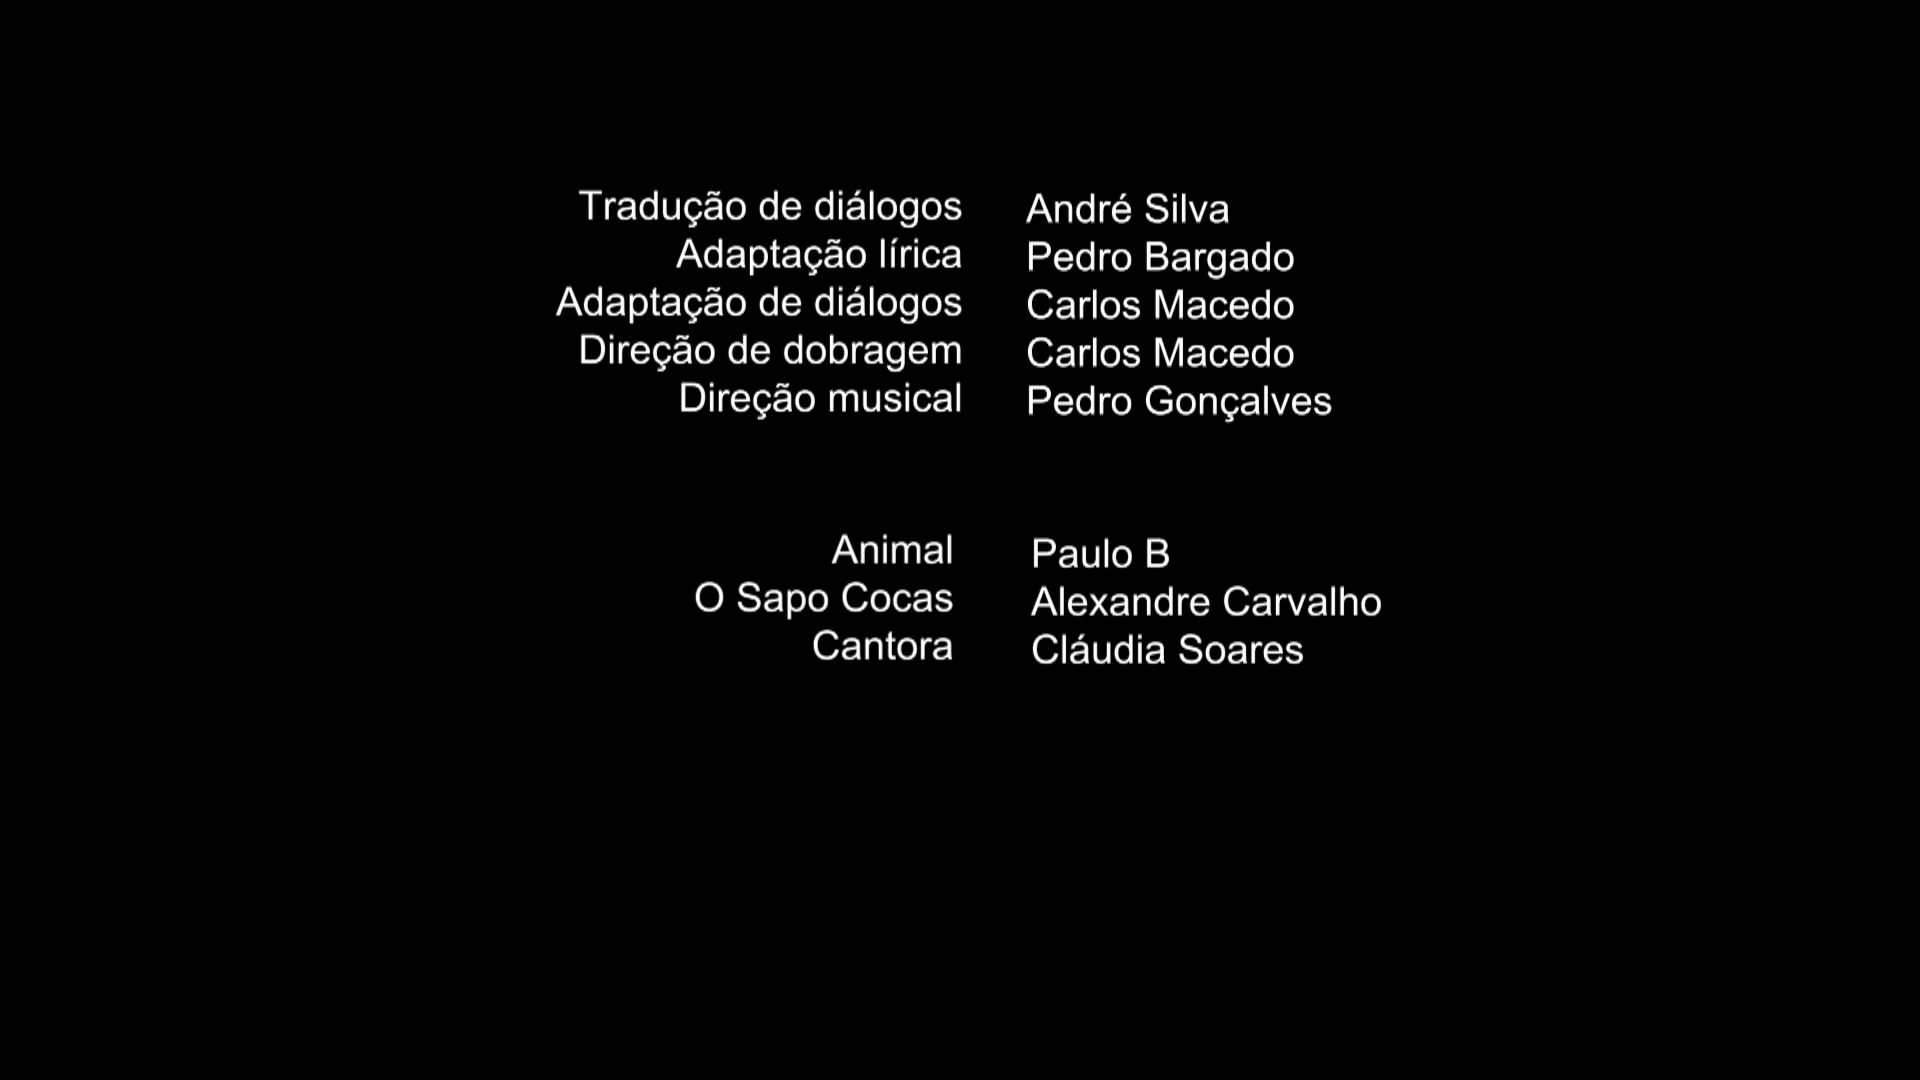 Tradução de diálogos André Silva
Adaptação lírica Pedro Bargado
Adaptação de diálogos Carlos Macedo
Direção de dobragem Carlos Macedo
Direção musical Pedro Gonçalves
Animal Paulo B
O Sapo Cocas Alexandre Carvalho
Cantora Cláudia Soares